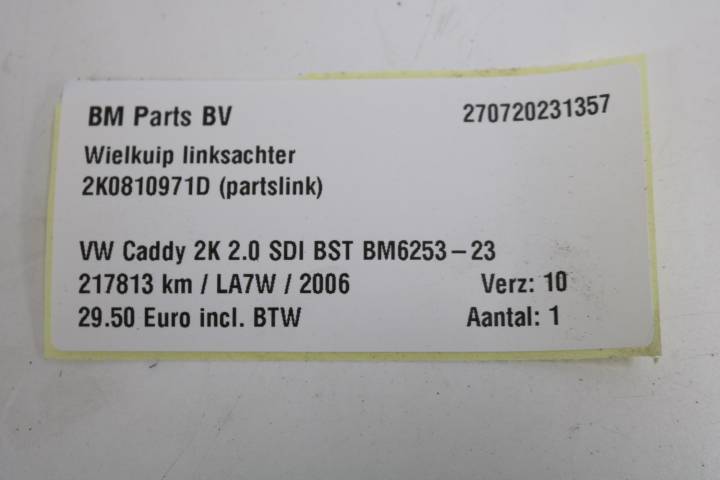 BM Parts BV 270720231357
Wielkuip linksachter
2K0810971D (partslink)
VW Caddy 2K 2.0 SDI BST BM6253-23
217813 km / LA7W / 2006 Verz: 10
29.50 Euro incl. BTW Aantal: 1